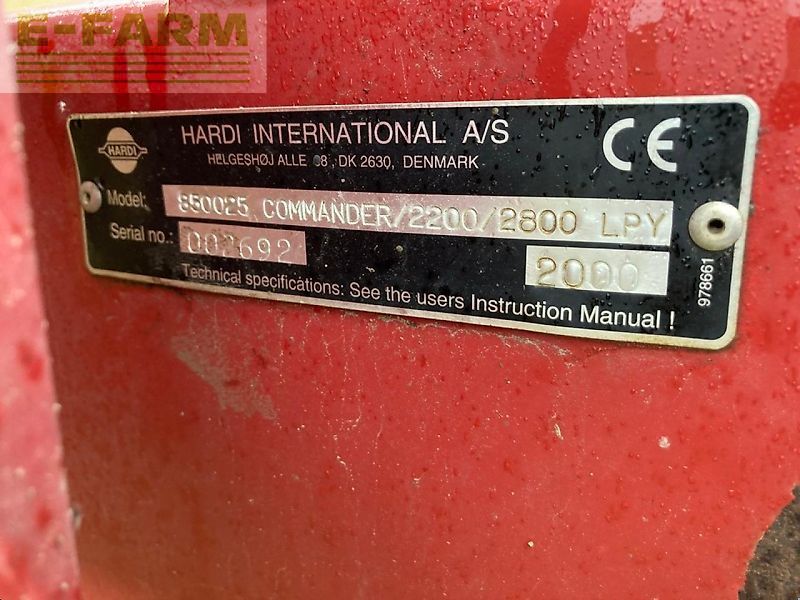 E-FARM
HARDI
HARDI INTERNATIONAL A/S
HELGESHØJ ALLE 38, DK 2630, DENMARK
CE
Model: 850025 COMMANDER/2200/2800 LPY
Serial no.: 002692
2000
Technical specifications: See the users Instruction Manual !
978661